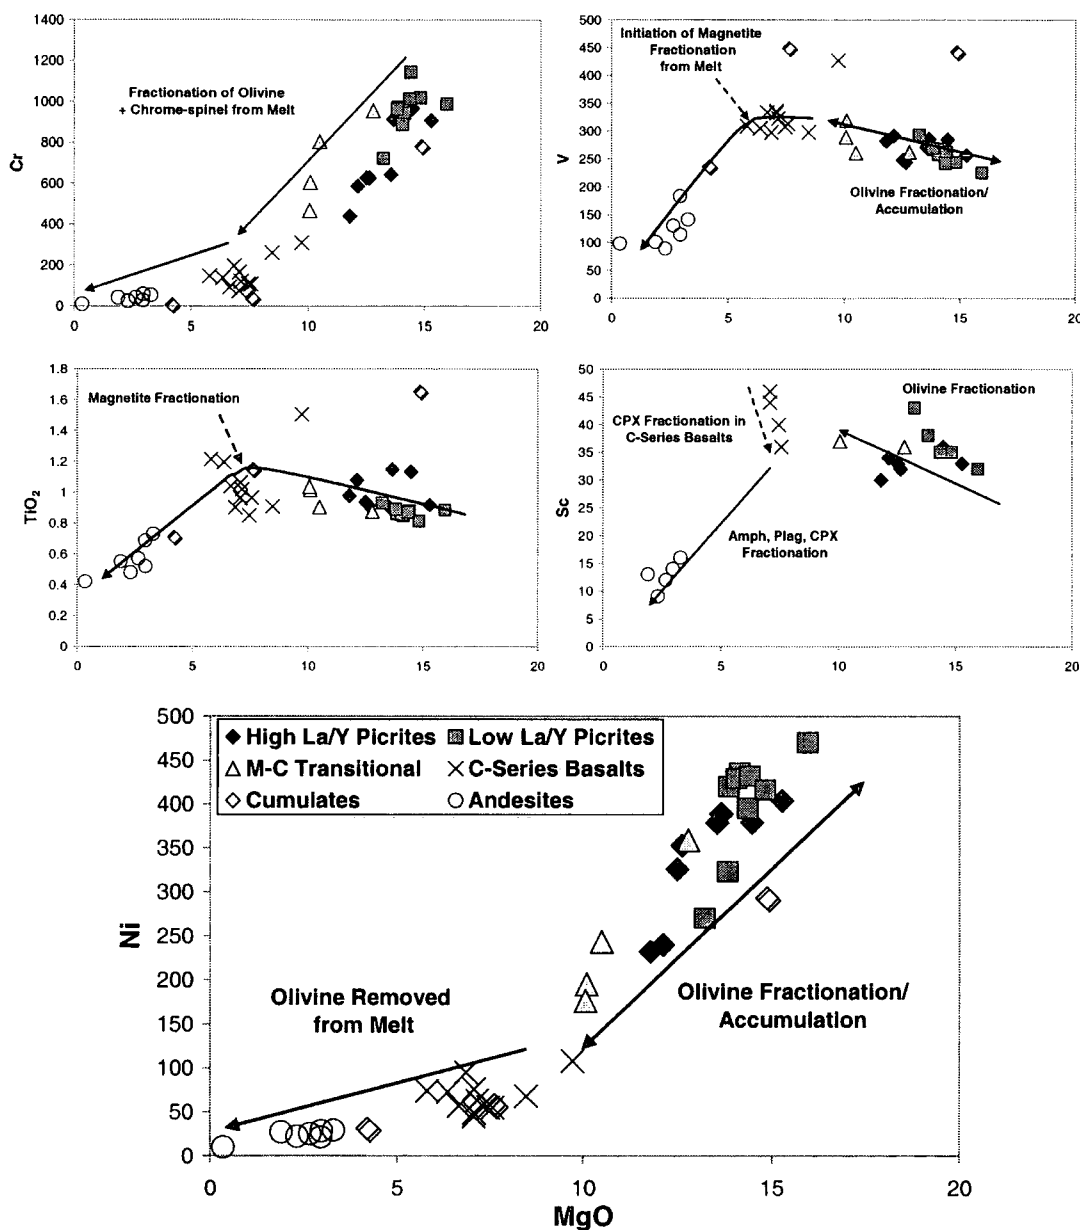 1400
1200
1000
800
600
400
200
0
Cr
Fractionation of Olivine
+ Chrome-spinel from Melt
0 5 10 15 20
500
450
400
350
300
250
200
150
100
50
0
V
Initiation of Magnetite
Fractionation
from Melt
Olivine Fractionation/
Accumulation
0 5 10 15 20
1.8
1.6
1.4
1.2
1
0.8
0.6
0.4
0.2
0
TiO2
Magnetite Fractionation
0 5 10 15 20
50
45
40
35
30
25
20
15
10
5
0
Sc
Olivine Fractionation
CPX Fractionation in
C-Series Basalts
Amph, Plag, CPX
Fractionation
0 5 10 15 20
500
450
400
350
300
250
200
150
100
50
0
Ni
High La/Y Picrites Low La/Y Picrites
M-C Transitional C-Series Basalts
Cumulates Andesites
Olivine Removed
from Melt
Olivine Fractionation/
Accumulation
0 5 10 15 20
MgO